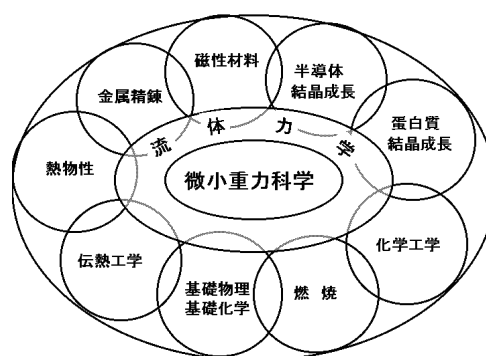 磁性材料
半導体
結晶成長
金属精錬
蛋白質
結晶成長
流体力学
熱物性
微小重力科学
伝熱工学
化学工学
基礎物理
基礎化学
燃 焼